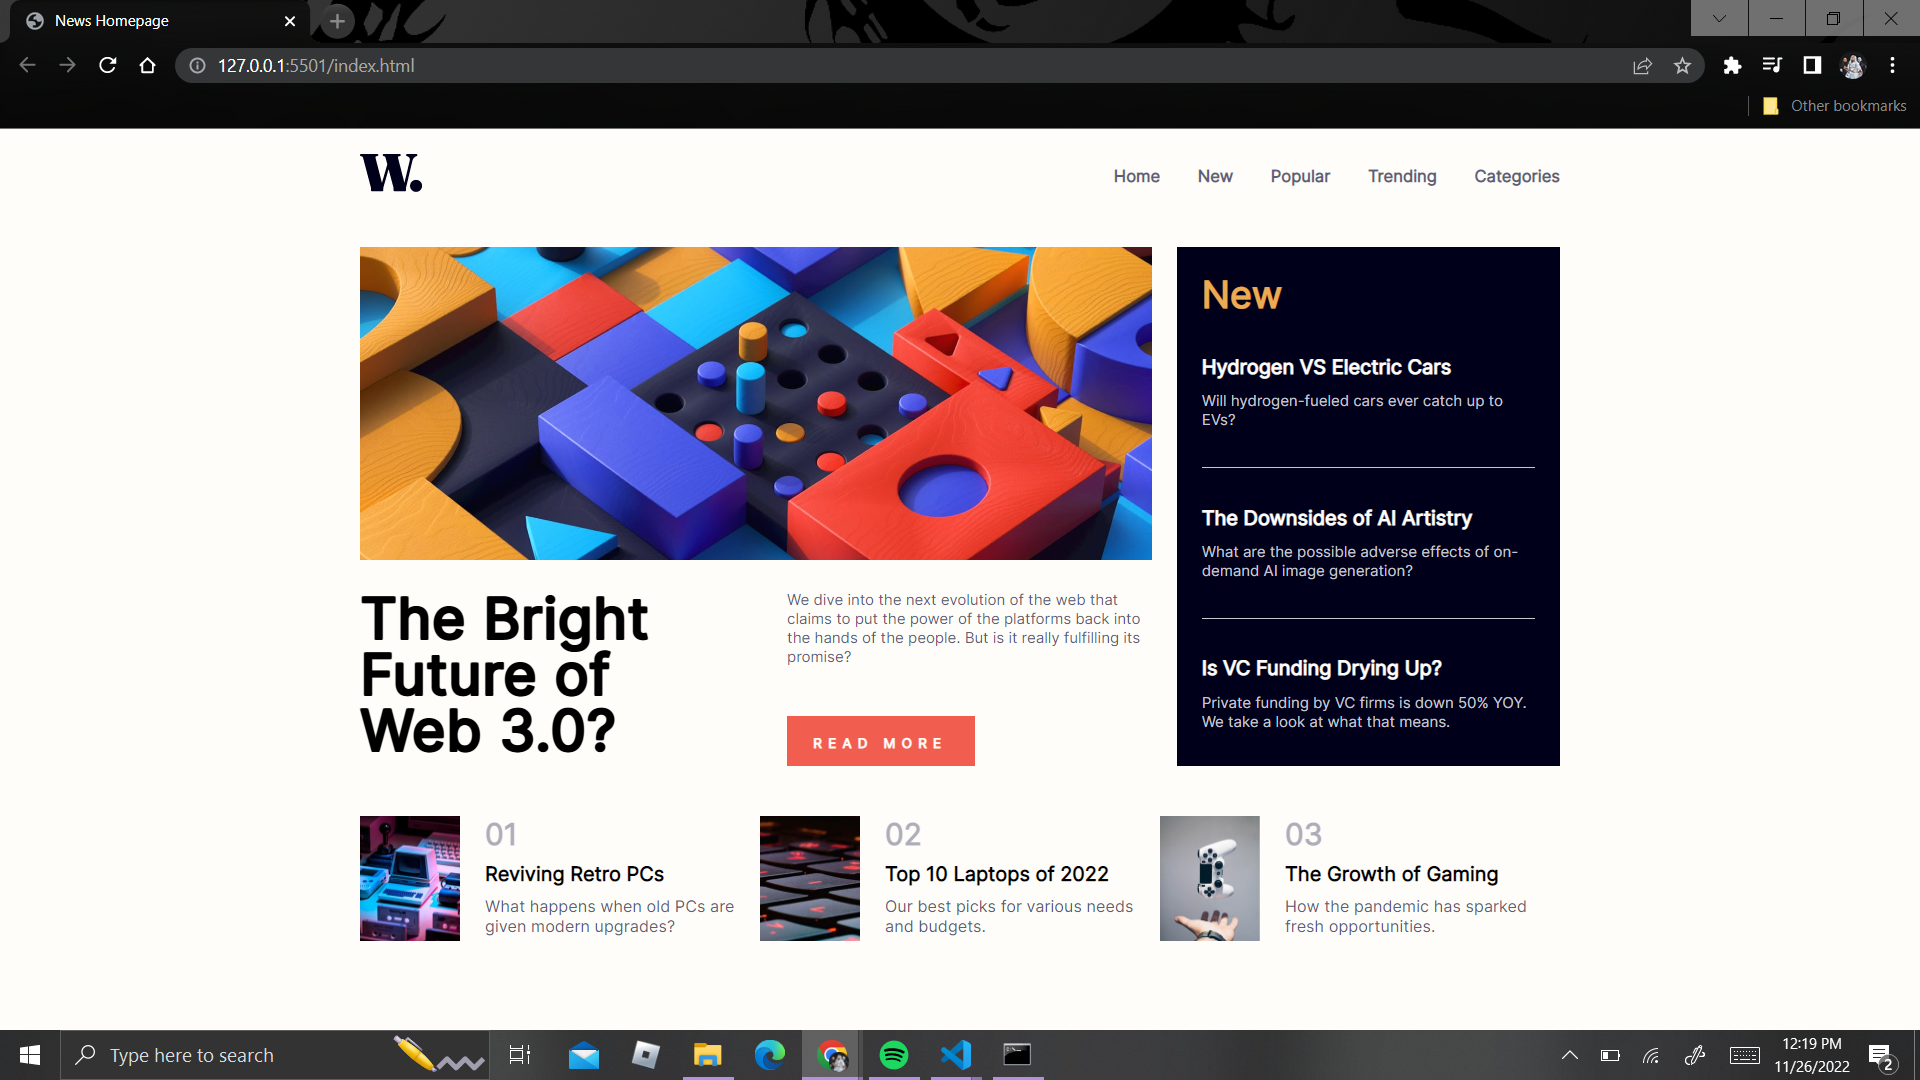 News Homepage
127.0.0.1:5501/index.html
Other bookmarks
W.
Home New Popular Trending Categories
New
Hydrogen VS Electric Cars
Will hydrogen-fueled cars ever catch up to
EVs?
The Downsides of AI Artistry
What are the possible adverse effects of on-
demand AI image generation?
Is VC Funding Drying Up?
Private funding by VC firms is down 50% YOY.
We take a look at what that means.
The Bright
Future of
Web 3.0?
We dive into the next evolution of the web that
claims to put the power of the platforms back into
the hands of the people. But is it really fulfilling its
promise?
READ MORE
01
Reviving Retro PCs
What happens when old PCs are
given modern upgrades?
02
Top 10 Laptops of 2022
Our best picks for various needs
and budgets.
03
The Growth of Gaming
How the pandemic has sparked
fresh opportunities.
Type here to search
12:19 PM
11/26/2022
2